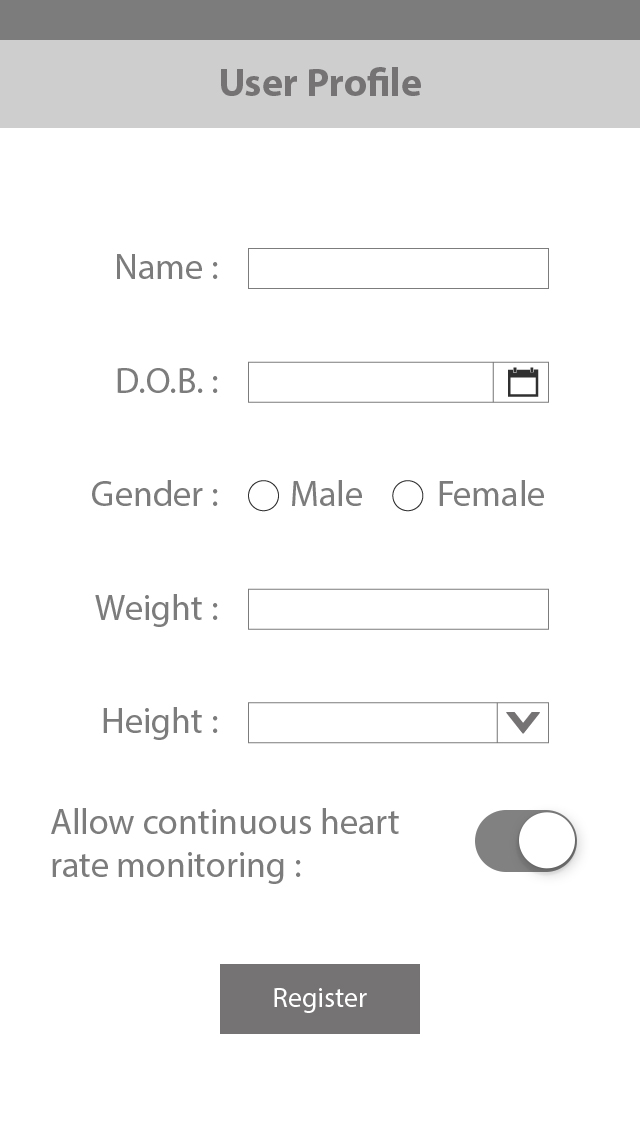 User Profile
Name :
D.O.B. :
Gender : Male Female
Weight :
Height :
Allow continuous heart
rate monitoring :
Register